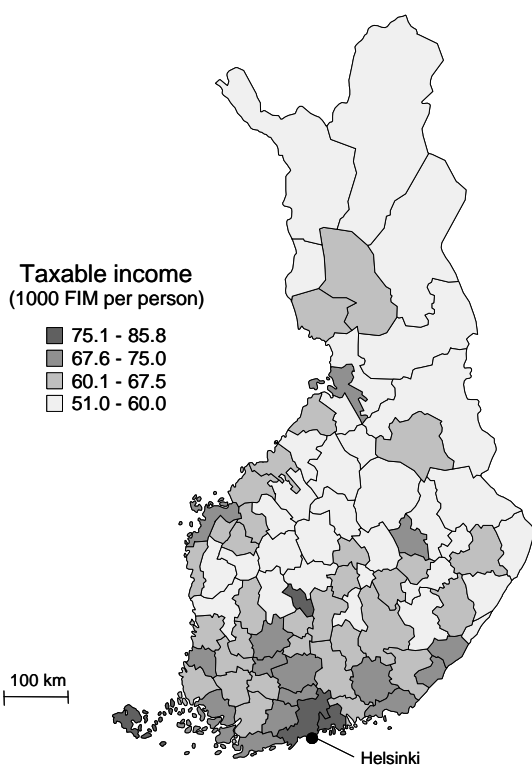 Taxable income
(1000 FIM per person)
75.1 - 85.8
67.6 - 75.0
60.1 - 67.5
51.0 - 60.0
100 km
Helsinki